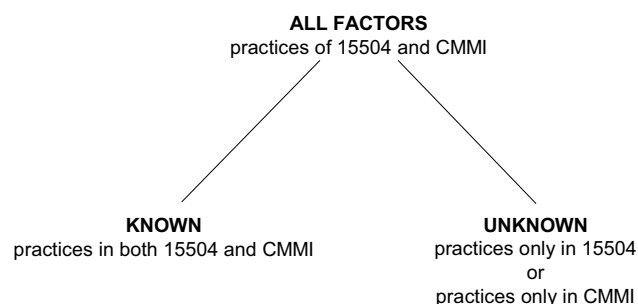 ALL FACTORS
practices of 15504 and CMMI
KNOWN
practices in both 15504 and CMMI
UNKNOWN
practices only in 15504
or
practices only in CMMI